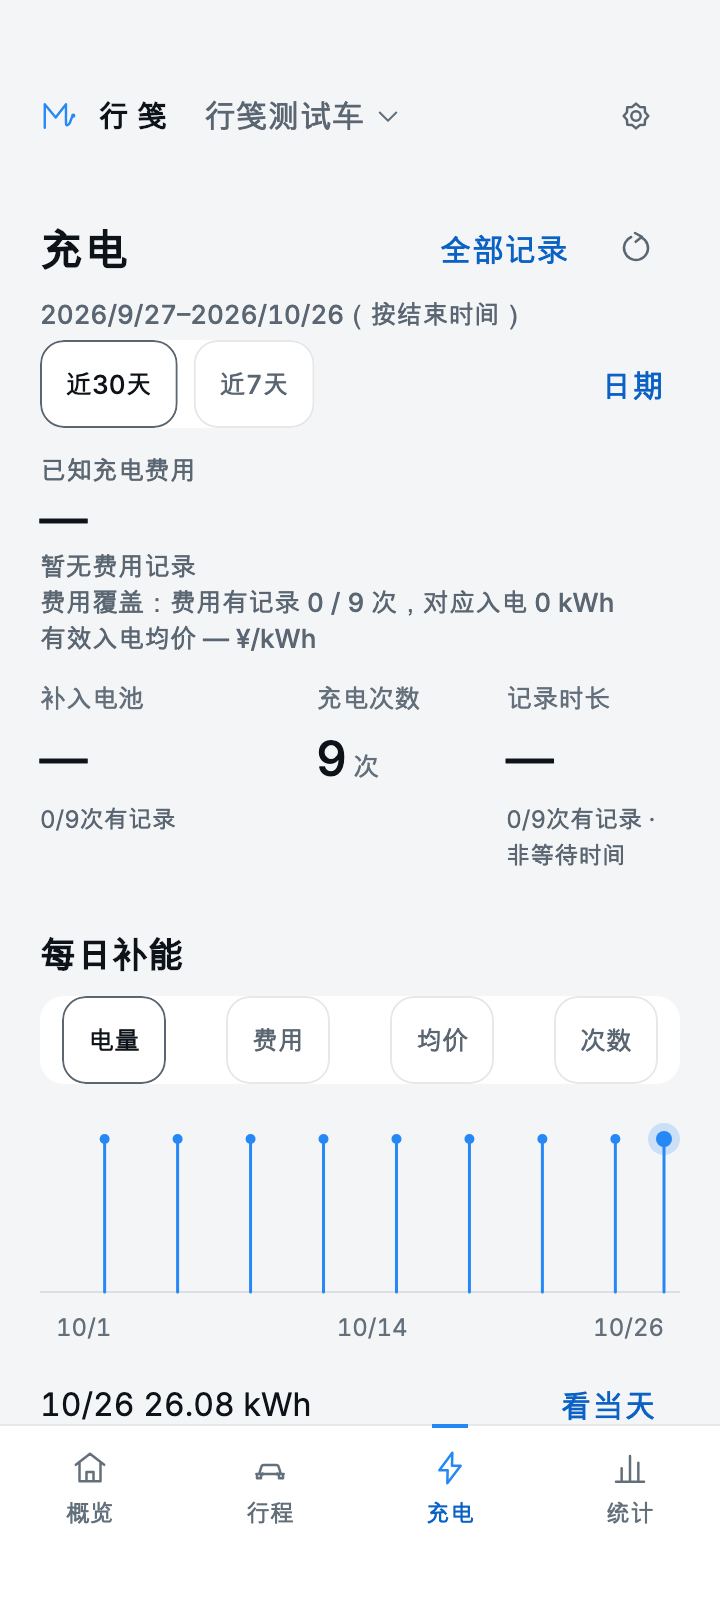 行笺 行笺测试车
充电 全部记录
2026/9/27–2026/10/26（按结束时间）
近30天 近7天 日期
已知充电费用
—
暂无费用记录
费用覆盖：费用有记录 0 / 9 次，对应入电 0 kWh
有效入电均价 — ¥/kWh
补入电池 充电次数 记录时长
— 9 次 —
0/9次有记录 0/9次有记录 ·
非等待时间
每日补能
电量 费用 均价 次数
10/1 10/14 10/26
10/26 26.08 kWh 看当天
概览 行程 充电 统计